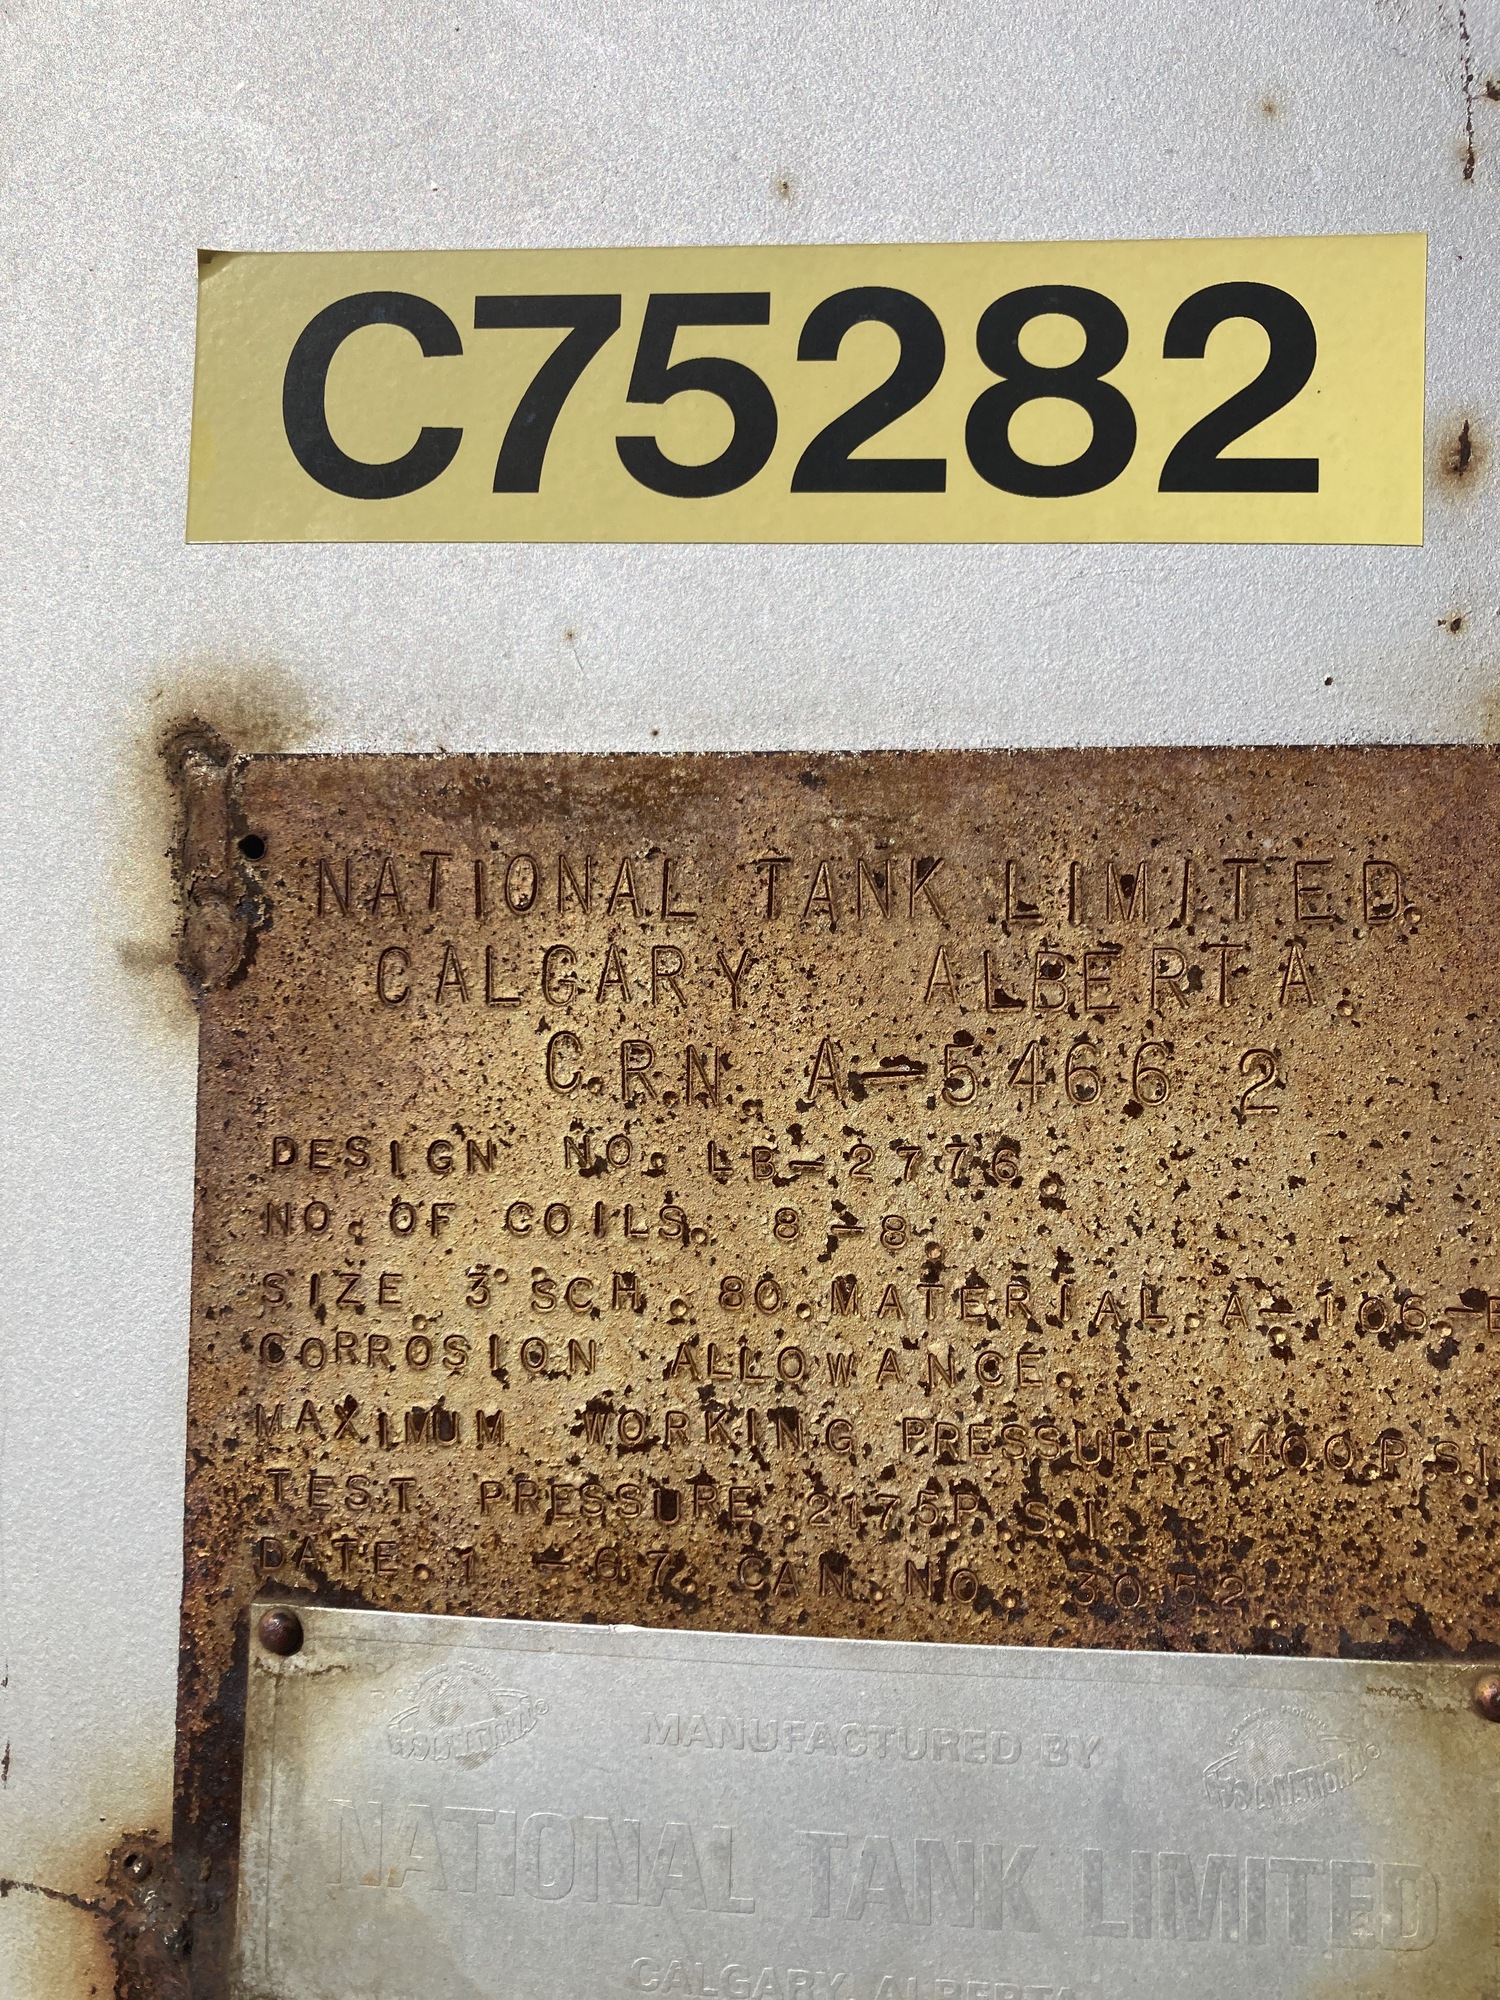 C75282
NATIONAL TANK LIMITED.
CALGARY ALBERTA.
C.R.N. A-5466 2
DESIGN NO. LB-2776.
NO. OF COILS. 8-8.
SIZE 3" SCH. 80. MATERIAL. A-106-B
CORROSION ALLOWANCE.
MAXIMUM WORKING PRESSURE. 1400 P.S.I.
TEST PRESSURE. 2175 P.S.I.
DATE. 1 - 67. CAN. NO. 3052
MANUFACTURED BY
NATIONAL TANK LIMITED
CALGARY, ALBERTA